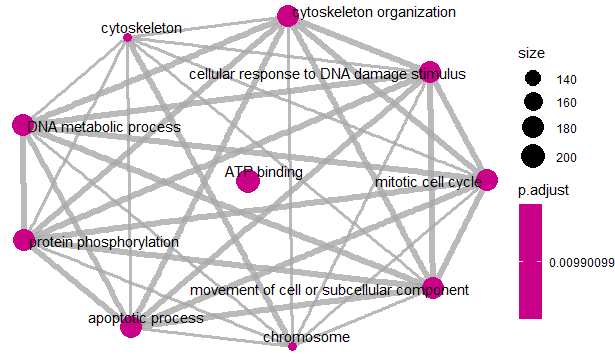 cytoskeleton organization
cytoskeleton
cellular response to DNA damage stimulus
DNA metabolic process
ATP binding
mitotic cell cycle
protein phosphorylation
movement of cell or subcellular component
apoptotic process
chromosome
size
140
160
180
200
p.adjust
0.00990099